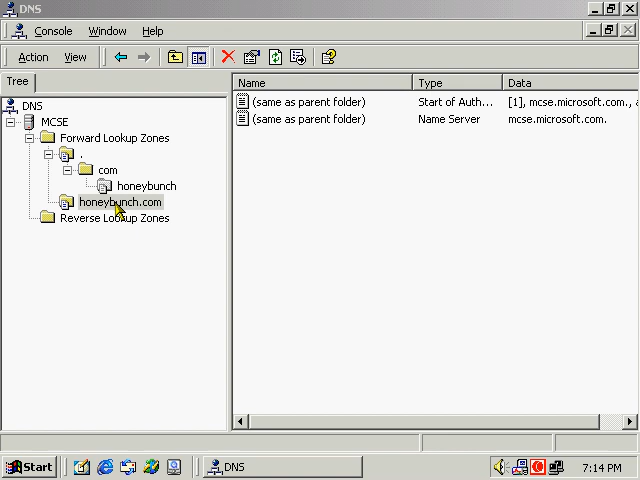 DNS
Console Window Help
Action View
Tree
Name Type Data
DNS
MCSE
Forward Lookup Zones
.
com
honeybunch
honeybunch.com
Reverse Lookup Zones
(same as parent folder) Start of Auth... [1], mcse.microsoft.com.,
(same as parent folder) Name Server mcse.microsoft.com.
Start DNS 7:14 PM